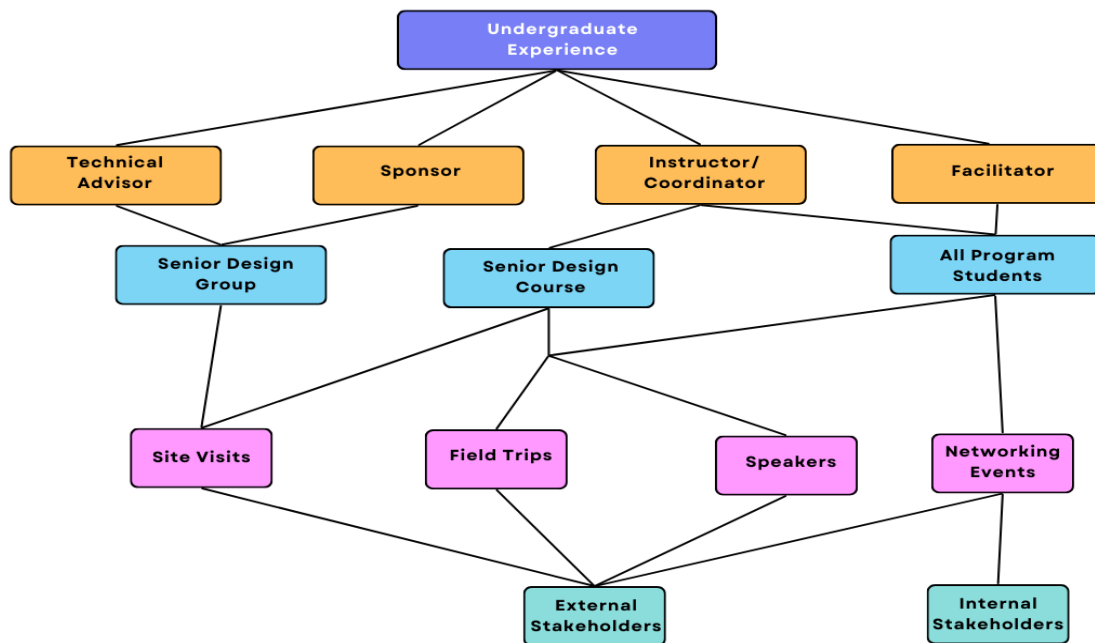 Undergraduate
Experience
Technical
Advisor
Sponsor
Instructor/
Coordinator
Facilitator
Senior Design
Group
Senior Design
Course
All Program
Students
Site Visits
Field Trips
Speakers
Networking
Events
External
Stakeholders
Internal
Stakeholders